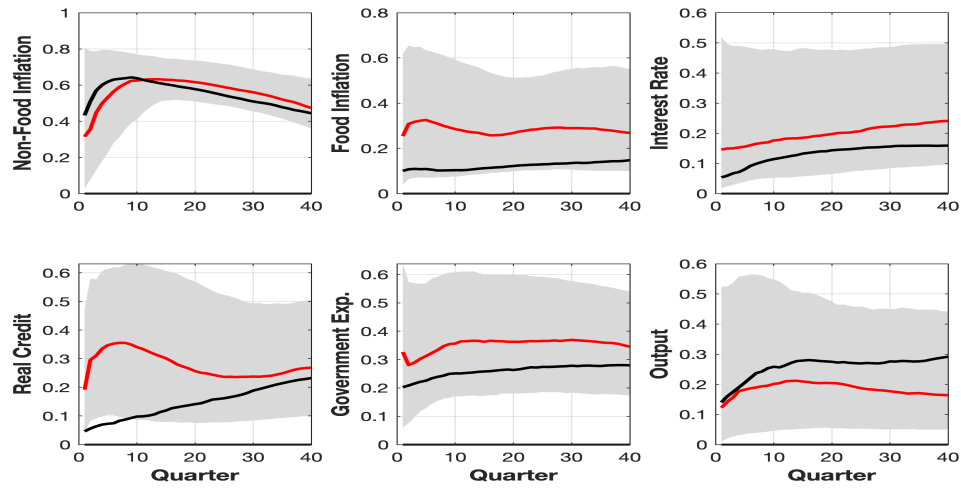 Non-Food Inflation
1
0.8
0.6
0.4
0.2
0
0 10 20 30 40
Food Inflation
0.8
0.6
0.4
0.2
0
0 10 20 30 40
Interest Rate
0.6
0.5
0.4
0.3
0.2
0.1
0
0 10 20 30 40
Real Credit
0.6
0.5
0.4
0.3
0.2
0.1
0
0 10 20 30 40
Quarter
Government Exp.
0.6
0.5
0.4
0.3
0.2
0.1
0
0 10 20 30 40
Quarter
Output
0.6
0.5
0.4
0.3
0.2
0.1
0
0 10 20 30 40
Quarter